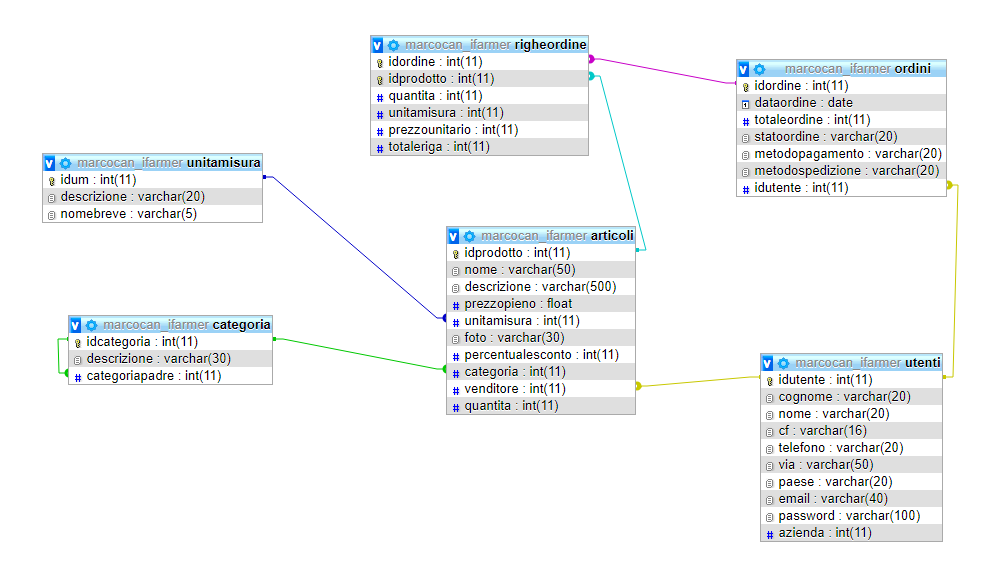 marcocan_ifarmer righeordine
idordine : int(11)
idprodotto : int(11)
quantita : int(11)
unitamisura : int(11)
prezzounitario : int(11)
totaleriga : int(11)
marcocan_ifarmer ordini
idordine : int(11)
dataordine : date
totaleordine : int(11)
statoordine : varchar(20)
metodopagamento : varchar(20)
metodospedizione : varchar(20)
idutente : int(11)
marcocan_ifarmer unitamisura
idum : int(11)
descrizione : varchar(20)
nomebreve : varchar(5)
marcocan_ifarmer articoli
idprodotto : int(11)
nome : varchar(50)
descrizione : varchar(500)
prezzopieno : float
unitamisura : int(11)
foto : varchar(30)
percentualesconto : int(11)
categoria : int(11)
venditore : int(11)
quantita : int(11)
marcocan_ifarmer categoria
idcategoria : int(11)
descrizione : varchar(30)
categoriapadre : int(11)
marcocan_ifarmer utenti
idutente : int(11)
cognome : varchar(20)
nome : varchar(20)
cf : varchar(16)
telefono : varchar(20)
via : varchar(50)
paese : varchar(20)
email : varchar(40)
password : varchar(100)
azienda : int(11)